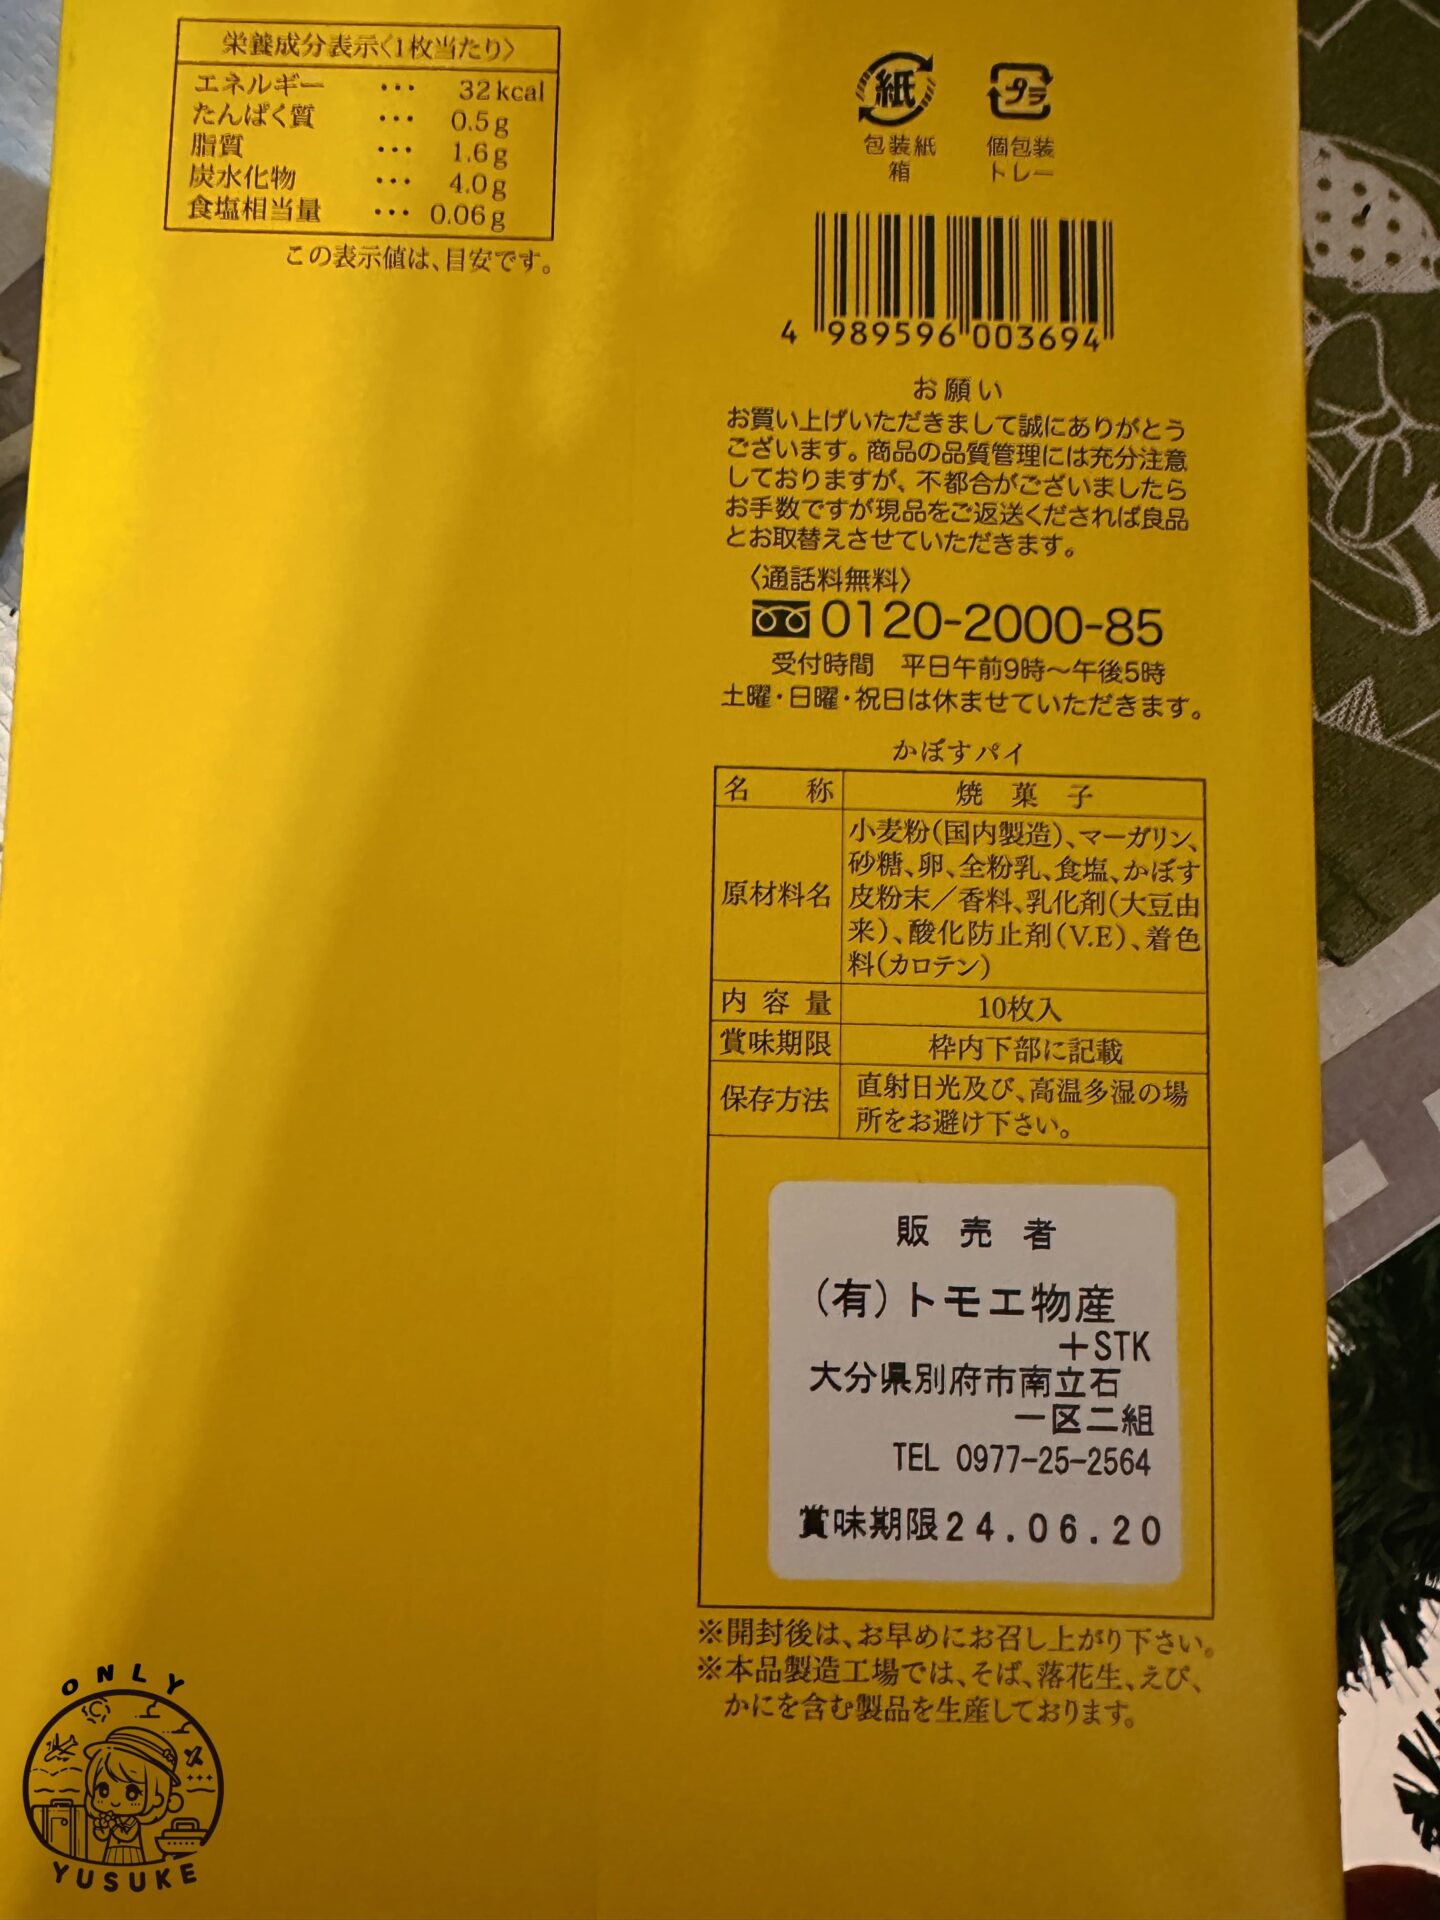 栄養成分表示〈1枚当たり〉
エネルギー ・・・ 32kcal
たんぱく質 ・・・ 0.5g
脂質 ・・・ 1.6g
炭水化物 ・・・ 4.0g
食塩相当量 ・・・ 0.06g
この表示値は、目安です。
紙 プラ
包装紙 個包装
箱 トレー
4 989596 003694
お願い
お買い上げいただきまして誠にありがとう
ございます。商品の品質管理には充分注意
しておりますが、不都合がございましたら
お手数ですが現品をご返送くだされば良品
とお取替えさせていただきます。
〈通話料無料〉
0120-2000-85
受付時間 平日午前9時〜午後5時
土曜・日曜・祝日は休ませていただきます。
かぼすパイ
名称 焼菓子
原材料名 小麦粉(国内製造)、マーガリン、
砂糖、卵、全粉乳、食塩、かぼす
皮粉末／香料、乳化剤(大豆由
来)、酸化防止剤(V.E)、着色
料(カロテン)
内容量 10枚入
賞味期限 枠内下部に記載
保存方法 直射日光及び、高温多湿の場
所をお避け下さい。
販売者
(有)トモエ物産
+STK
大分県別府市南立石
一区二組
TEL 0977-25-2564
賞味期限24.06.20
※開封後は、お早めにお召し上がり下さい。
※本品製造工場では、そば、落花生、えび、
かにを含む製品を生産しております。
ONLY
YUSUKE